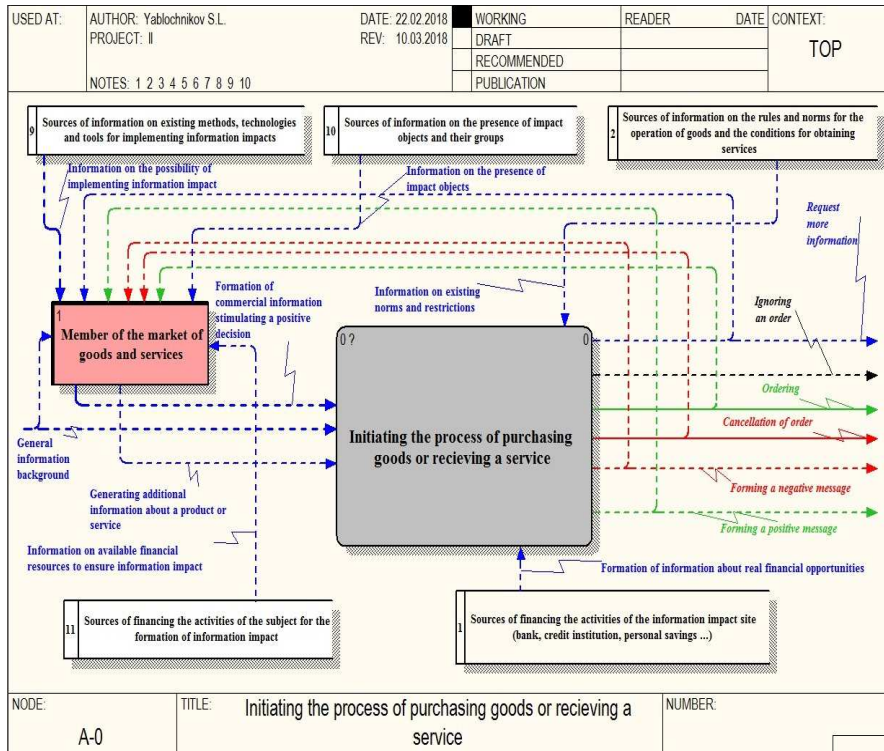 USED AT:
AUTHOR: Yablochnikov S.L.
DATE: 22.02.2018
PROJECT: II
REV: 10.03.2018
NOTES: 1 2 3 4 5 6 7 8 9 10
WORKING
DRAFT
RECOMMENDED
PUBLICATION
READER
DATE
CONTEXT:
TOP
9
Sources of information on existing methods, technologies
and tools for implementing information impacts
10
Sources of information on the presence of impact
objects and their groups
2
Sources of information on the rules and norms for the
operation of goods and the conditions for obtaining
services
Information on the possibility of
implementing information impact
Information on the presence of
impact objects
Request
more
information
Formation of
commercial information
stimulating a positive
decision
Information on existing
norms and restrictions
Ignoring
an order
1
Member of the market of
goods and services
0 ?
0
Initiating the process of purchasing
goods or recieving a service
Ordering
Cancellation of order
General
information
background
Generating additional
information about a product or
service
Forming a negative message
Forming a positive message
Information on available financial
resources to ensure information impact
Formation of information about real financial opportunities
11
Sources of financing the activities of the subject for the
formation of information impact
1
Sources of financing the activities of the information impact site
(bank, credit institution, personal savings ...)
NODE:
A-0
TITLE:
Initiating the process of purchasing goods or recieving a
service
NUMBER: